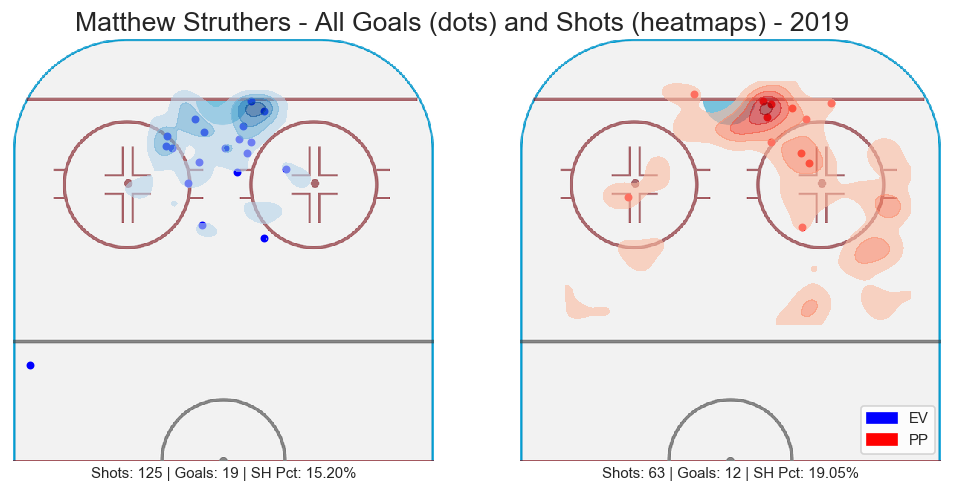 Matthew Struthers - All Goals (dots) and Shots (heatmaps) - 2019
EV
PP
Shots: 125 | Goals: 19 | SH Pct: 15.20%
Shots: 63 | Goals: 12 | SH Pct: 19.05%